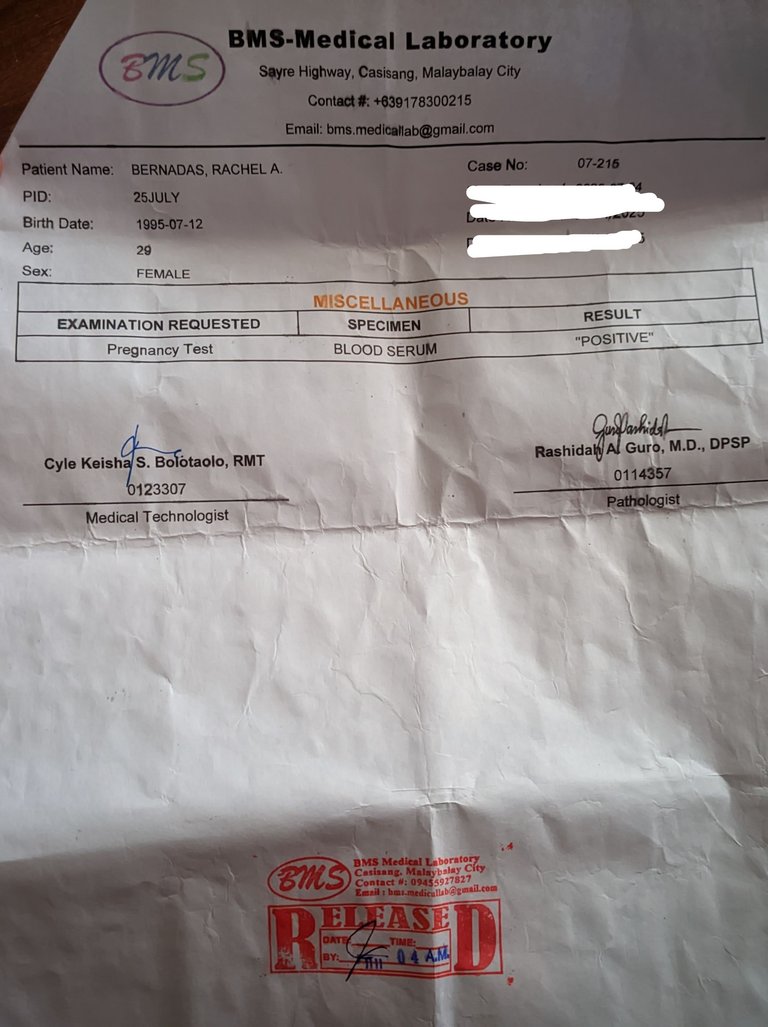 BMS
BMS-Medical Laboratory
Sayre Highway, Casisang, Malaybalay City
Contact #: +639178300215
Email: bms.medicallab@gmail.com
Patient Name: BERNADAS, RACHEL A.
Case No: 07-215
PID: 25JULY
Birth Date: 1995-07-12
Age: 29
Sex: FEMALE
MISCELLANEOUS
EXAMINATION REQUESTED SPECIMEN RESULT
Pregnancy Test BLOOD SERUM "POSITIVE"
Cyle Keisha S. Bolotaolo, RMT
0123307
Medical Technologist
Rashidah A. Guro, M.D., DPSP
0114357
Pathologist
BMS
BMS Medical Laboratory
Casisang, Malaybalay City
Contact #: 09455927827
Email : bms.medicallab@gmail.com
RELEASED
DATE: TIME:
BY: 04 A.M.